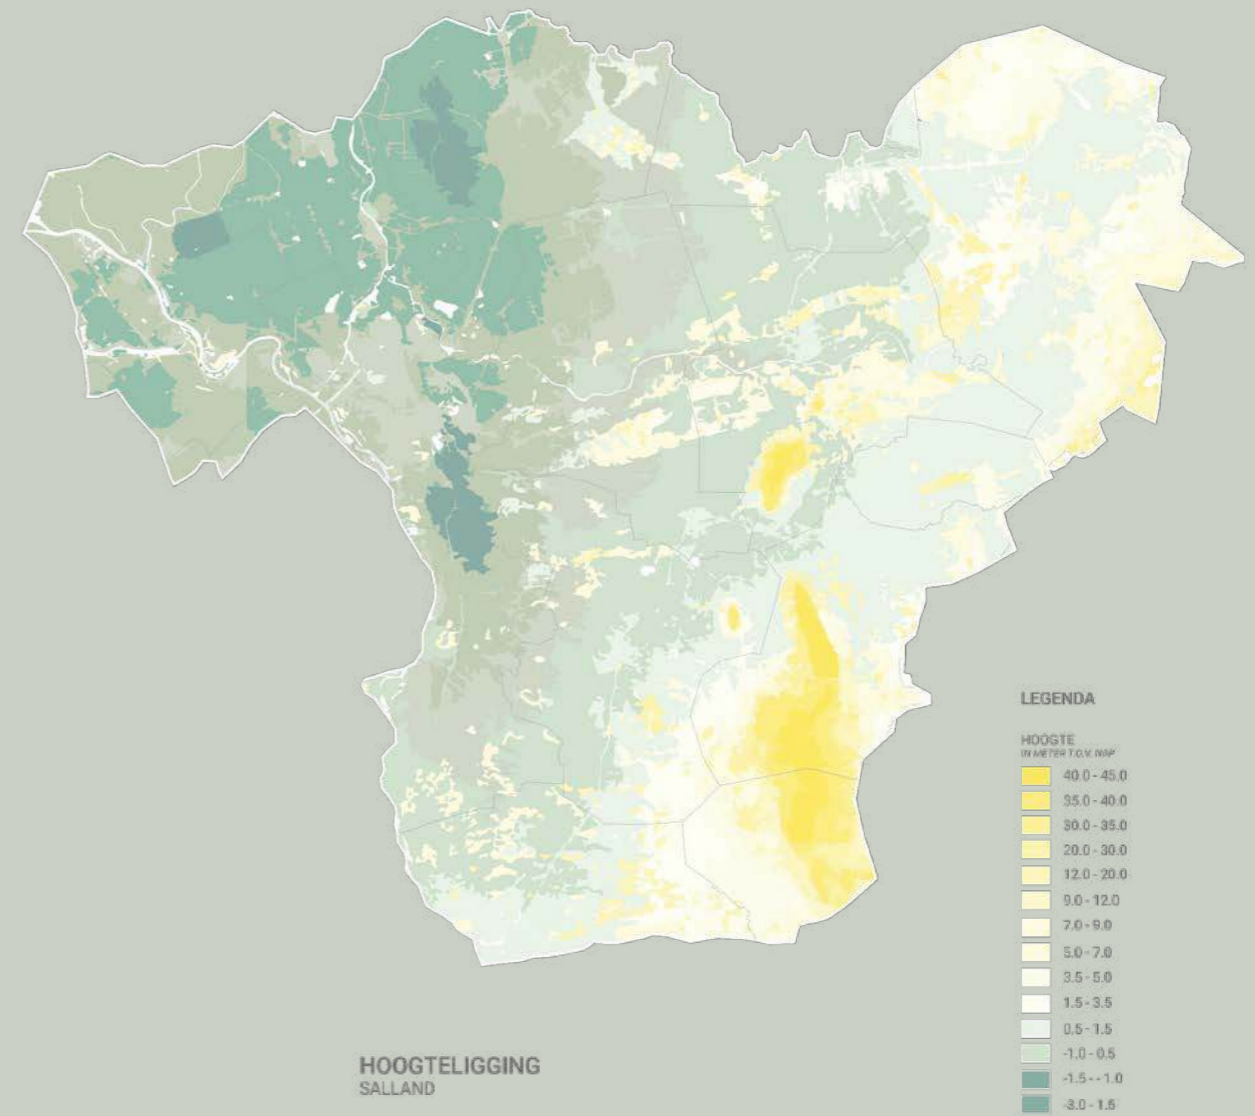 LEGENDA
HOOGTE
IN METER T.O.V. NAP
40.0 - 45.0
35.0 - 40.0
30.0 - 35.0
20.0 - 30.0
12.0 - 20.0
9.0 - 12.0
7.0 - 9.0
5.0 - 7.0
3.5 - 5.0
1.5 - 3.5
0.5 - 1.5
-1.0 - 0.5
-1.5 - -1.0
-3.0 - 1.5
HOOGTELIGGING
SALLAND